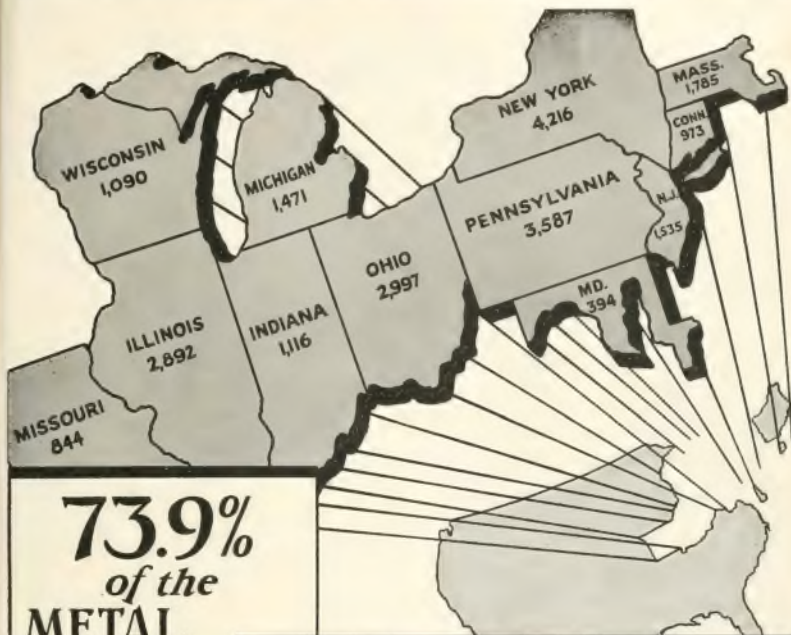 NEW YORK
4,216
MASS.
1,785
CONN.
973
WISCONSIN
1,090
MICHIGAN
1,471
PENNSYLVANIA
3,587
N.J.
1,535
OHIO
2,997
MD.
394
ILLINOIS
2,892
INDIANA
1,116
MISSOURI
844
73.9%
of the
METAL